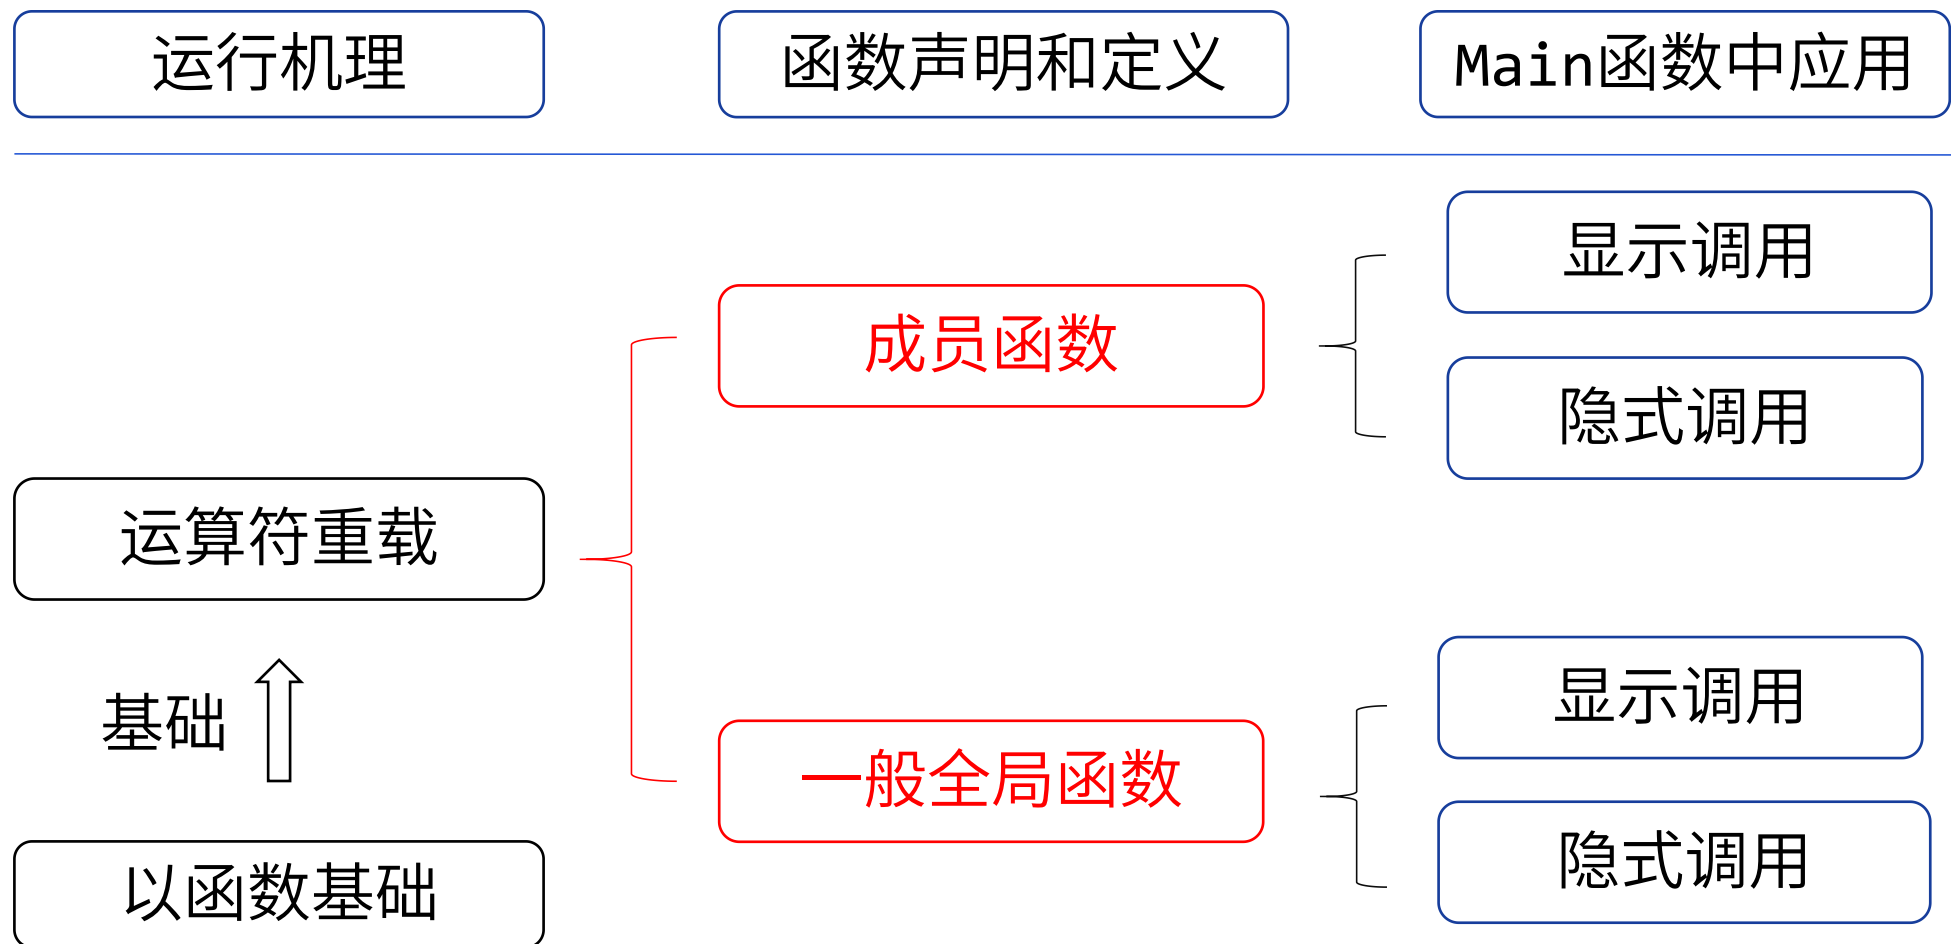 运行机理
函数声明和定义
Main函数中应用
显示调用
成员函数
隐式调用
运算符重载
基础
显示调用
一般全局函数
隐式调用
以函数基础